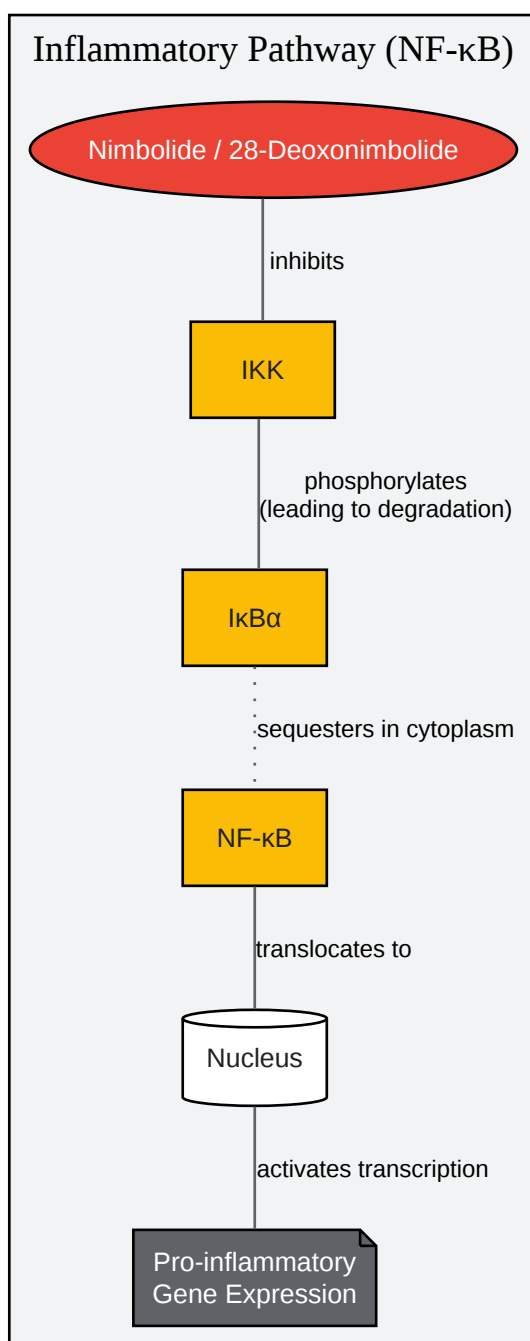 Inflammatory Pathway (NF-κB)
Nimbolide / 28-Deoxonimbolide
inhibits
IKK
phosphorylates
(leading to degradation)
IκBα
sequesters in cytoplasm
NF-κB
translocates to
Nucleus
activates transcription
Pro-inflammatory
Gene Expression